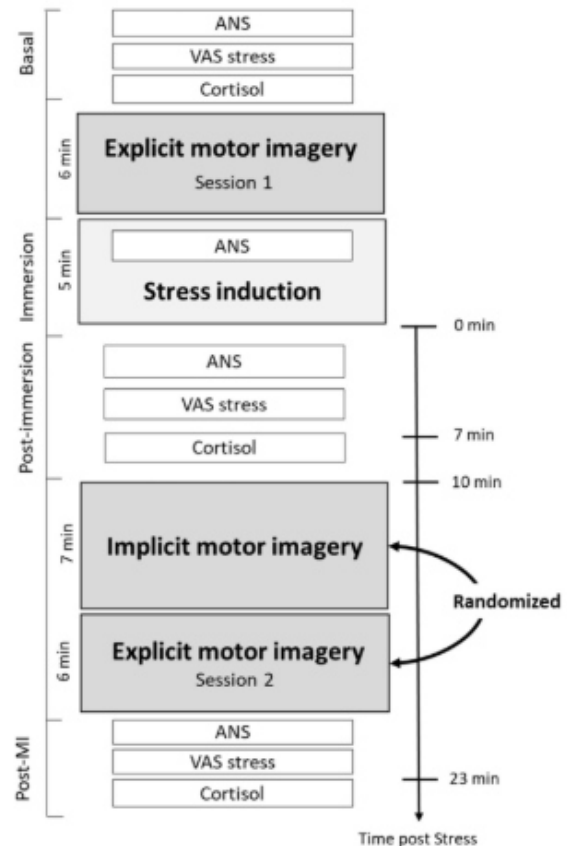 Basal
ANS
VAS stress
Cortisol
6 min
Explicit motor imagery
Session 1
Immersion
5 min
ANS
Stress induction
0 min
Post-immersion
ANS
VAS stress
7 min
Cortisol
10 min
7 min
Implicit motor imagery
Randomized
6 min
Explicit motor imagery
Session 2
Post-MI
ANS
VAS stress
23 min
Cortisol
Time post Stress